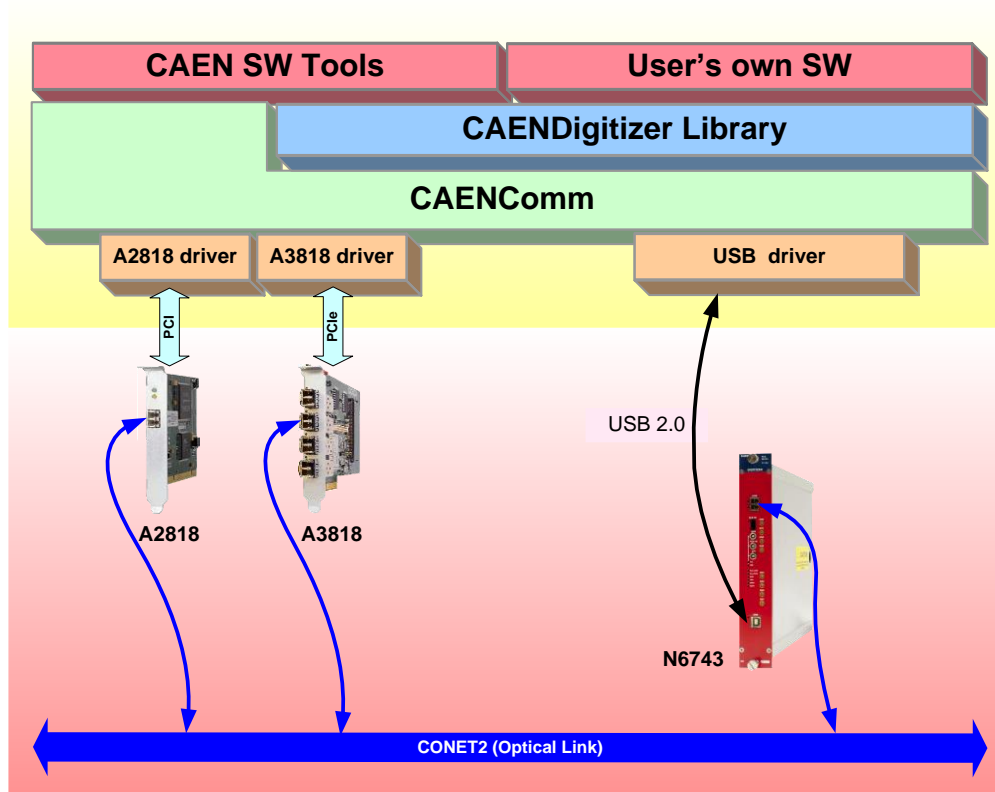 CAEN SW Tools
User's own SW
CAENDigitizer Library
CAENComm
A2818 driver
A3818 driver
USB driver
PCI
PCIe
USB 2.0
A2818
A3818
N6743
CONET2 (Optical Link)